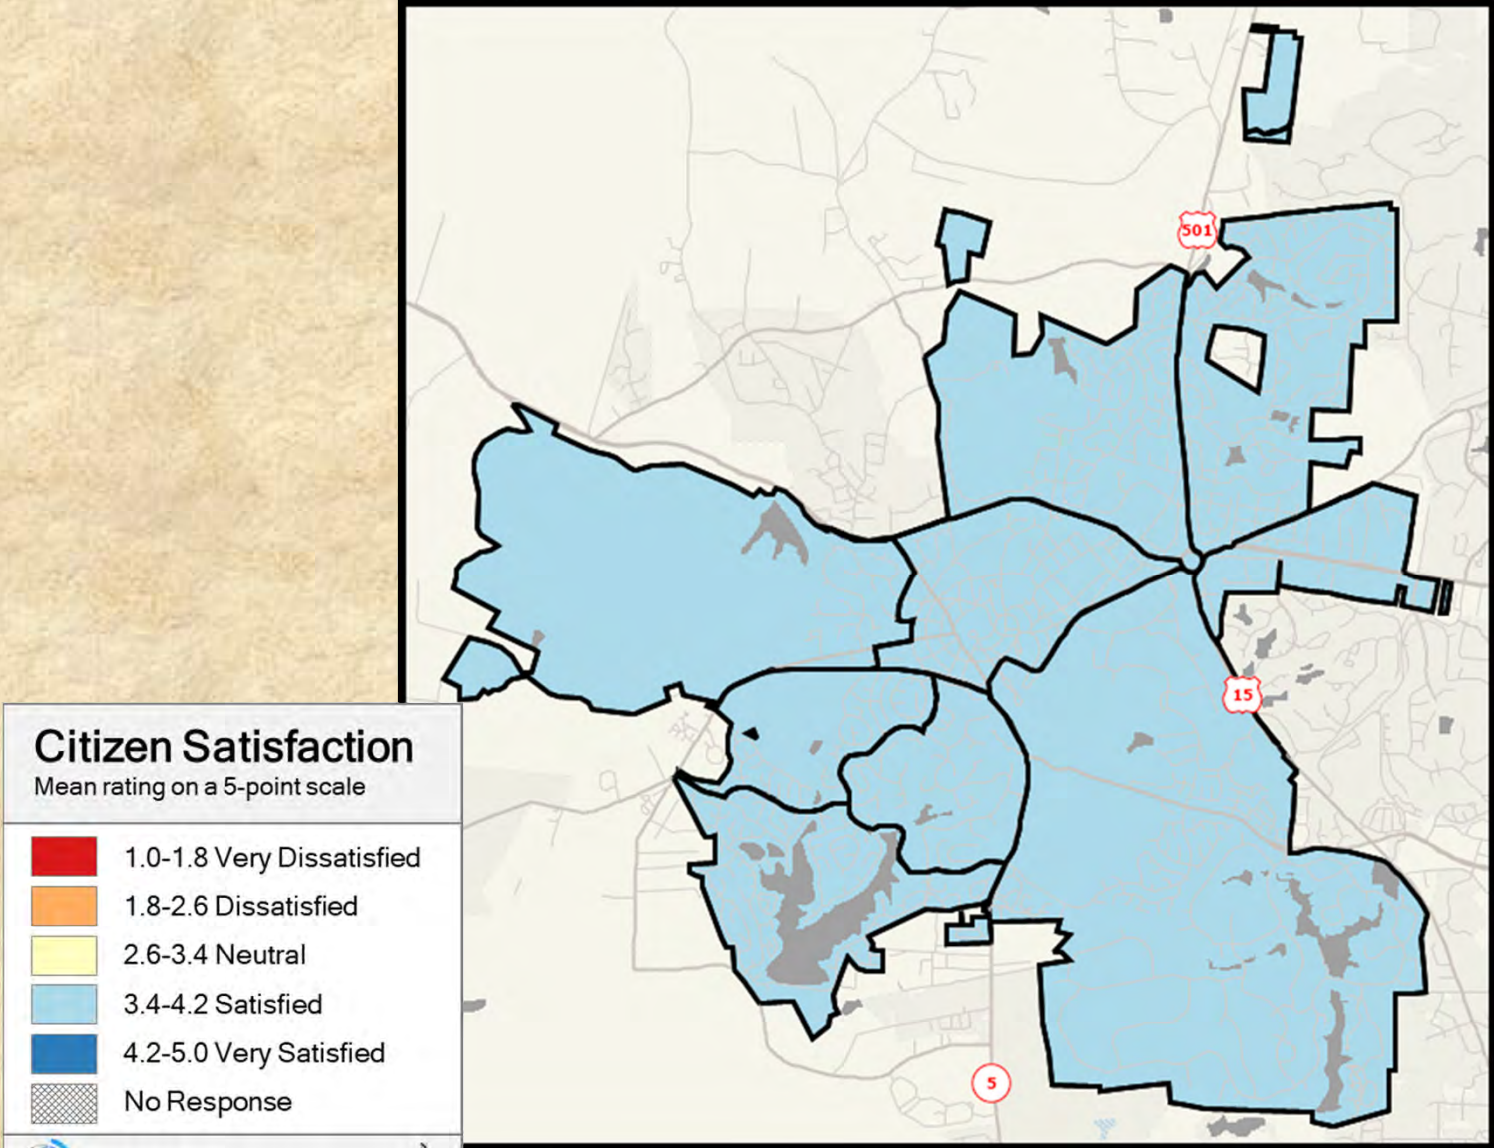 501
15
5
Citizen Satisfaction
Mean rating on a 5-point scale
1.0-1.8 Very Dissatisfied
1.8-2.6 Dissatisfied
2.6-3.4 Neutral
3.4-4.2 Satisfied
4.2-5.0 Very Satisfied
No Response